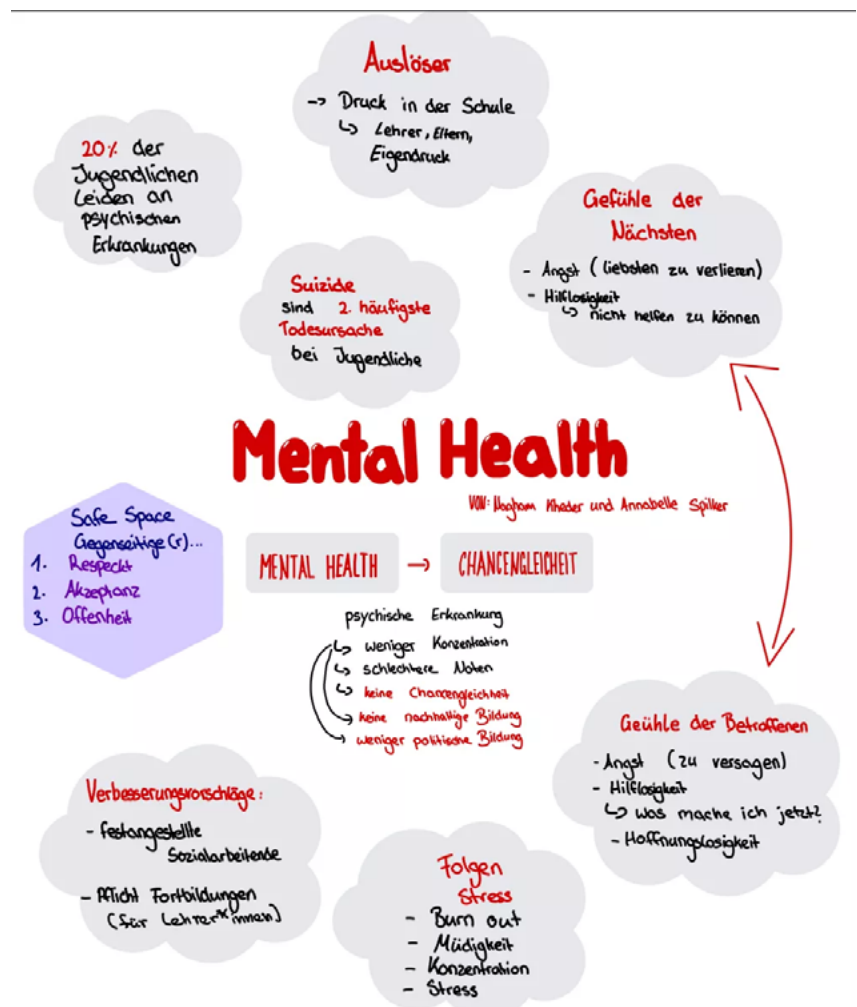 Auslöser
-> Druck in der Schule
↳ Lehrer, Eltern,
Eigendruck
20% der
Jugendlichen
Leiden an
psychischen
Erkrankungen
Gefühle der
Nächsten
- Angst (liebsten zu verlieren)
- Hilflosigkeit
↳ nicht helfen zu können
Suizide
sind 2. häufigste
Todesursache
bei Jugendliche
Mental Health
VON: Nagham Kheder und Annabelle Spilker
Safe Space
Gegenseitige(r)...
1. Respeckt
2. Akzeptanz
3. Offenheit
MENTAL HEALTH → CHANCENGLEICHEIT
psychische Erkrankung
↳ weniger Konzentration
↳ schlechtere Noten
↳ keine Chancengleichheit
keine nachhaltige Bildung
weniger politische Bildung
Geühle der Betroffenen
- Angst (zu versagen)
- Hilflosigkeit
↳ was mache ich jetzt?
- Hoffnungslosigkeit
Verbesserungsvorschläge:
- festangestellte
Sozialarbeitende
- Pflicht Fortbildungen
(für Lehrer*innen)
Folgen
Stress
- Burn out
- Müdigkeit
- Konzentration
- Stress